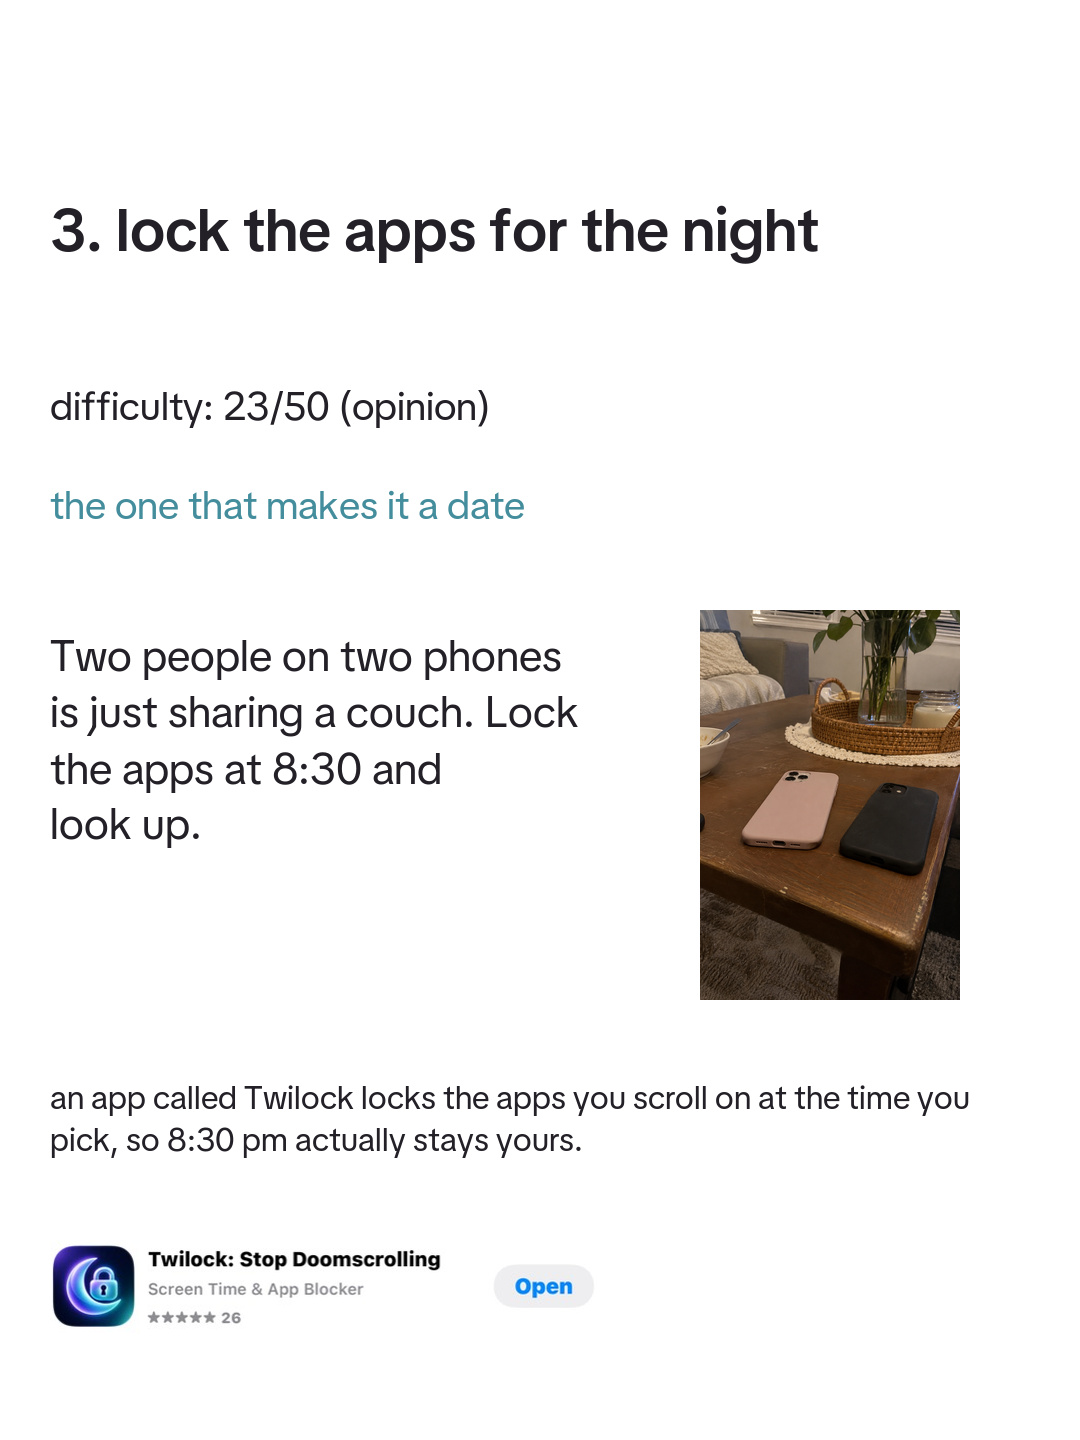 3. lock the apps for the night
difficulty: 23/50 (opinion)
the one that makes it a date
Two people on two phones
is just sharing a couch. Lock
the apps at 8:30 and
look up.
an app called Twilock locks the apps you scroll on at the time you
pick, so 8:30 pm actually stays yours.
Twilock: Stop Doomscrolling
Screen Time & App Blocker
★★★★★ 26
Open